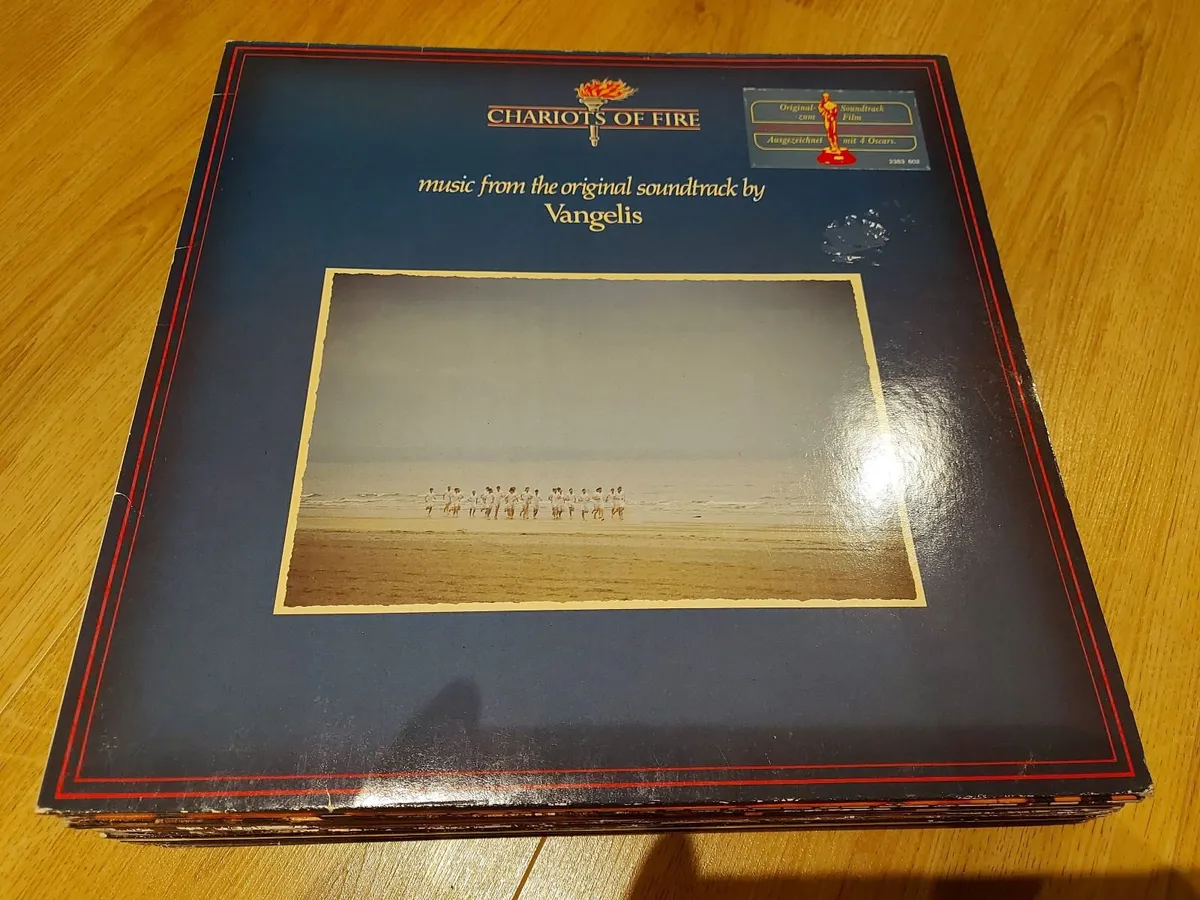 CHARIOTS OF FIRE
music from the original soundtrack by
Vangelis
Original- Soundtrack
zum Film
Ausgezeichnet mit 4 Oscars.
2383 602